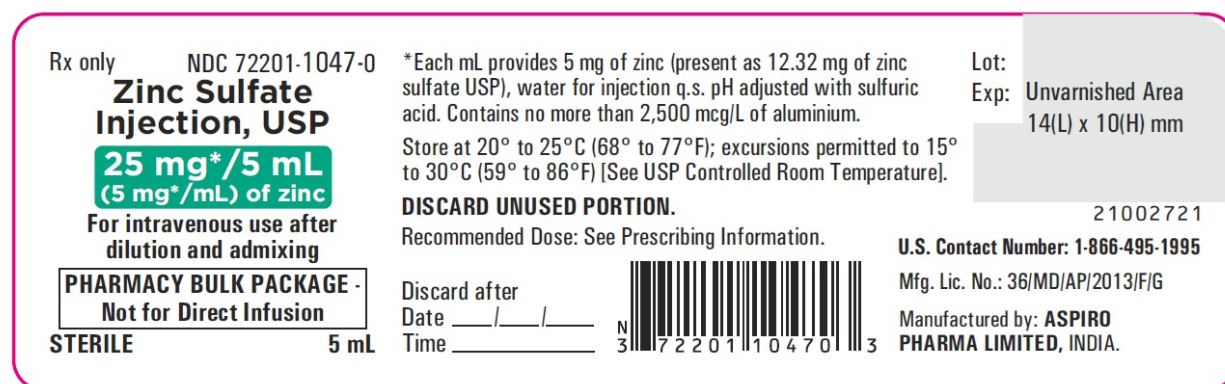 Rx only NDC 72201-1047-0
Zinc Sulfate
Injection, USP
25 mg*/5 mL
(5 mg*/mL) of zinc
For intravenous use after
dilution and admixing
PHARMACY BULK PACKAGE -
Not for Direct Infusion
STERILE 5 mL
*Each mL provides 5 mg of zinc (present as 12.32 mg of zinc
sulfate USP), water for injection q.s. pH adjusted with sulfuric
acid. Contains no more than 2,500 mcg/L of aluminium.
Store at 20° to 25°C (68° to 77°F); excursions permitted to 15°
to 30°C (59° to 86°F) [See USP Controlled Room Temperature].
DISCARD UNUSED PORTION.
Recommended Dose: See Prescribing Information.
Discard after
Date ___/___/___
Time ___________
N
3 72201 10470 3
Lot:
Exp: Unvarnished Area
14(L) x 10(H) mm
21002721
U.S. Contact Number: 1-866-495-1995
Mfg. Lic. No.: 36/MD/AP/2013/F/G
Manufactured by: ASPIRO
PHARMA LIMITED, INDIA.